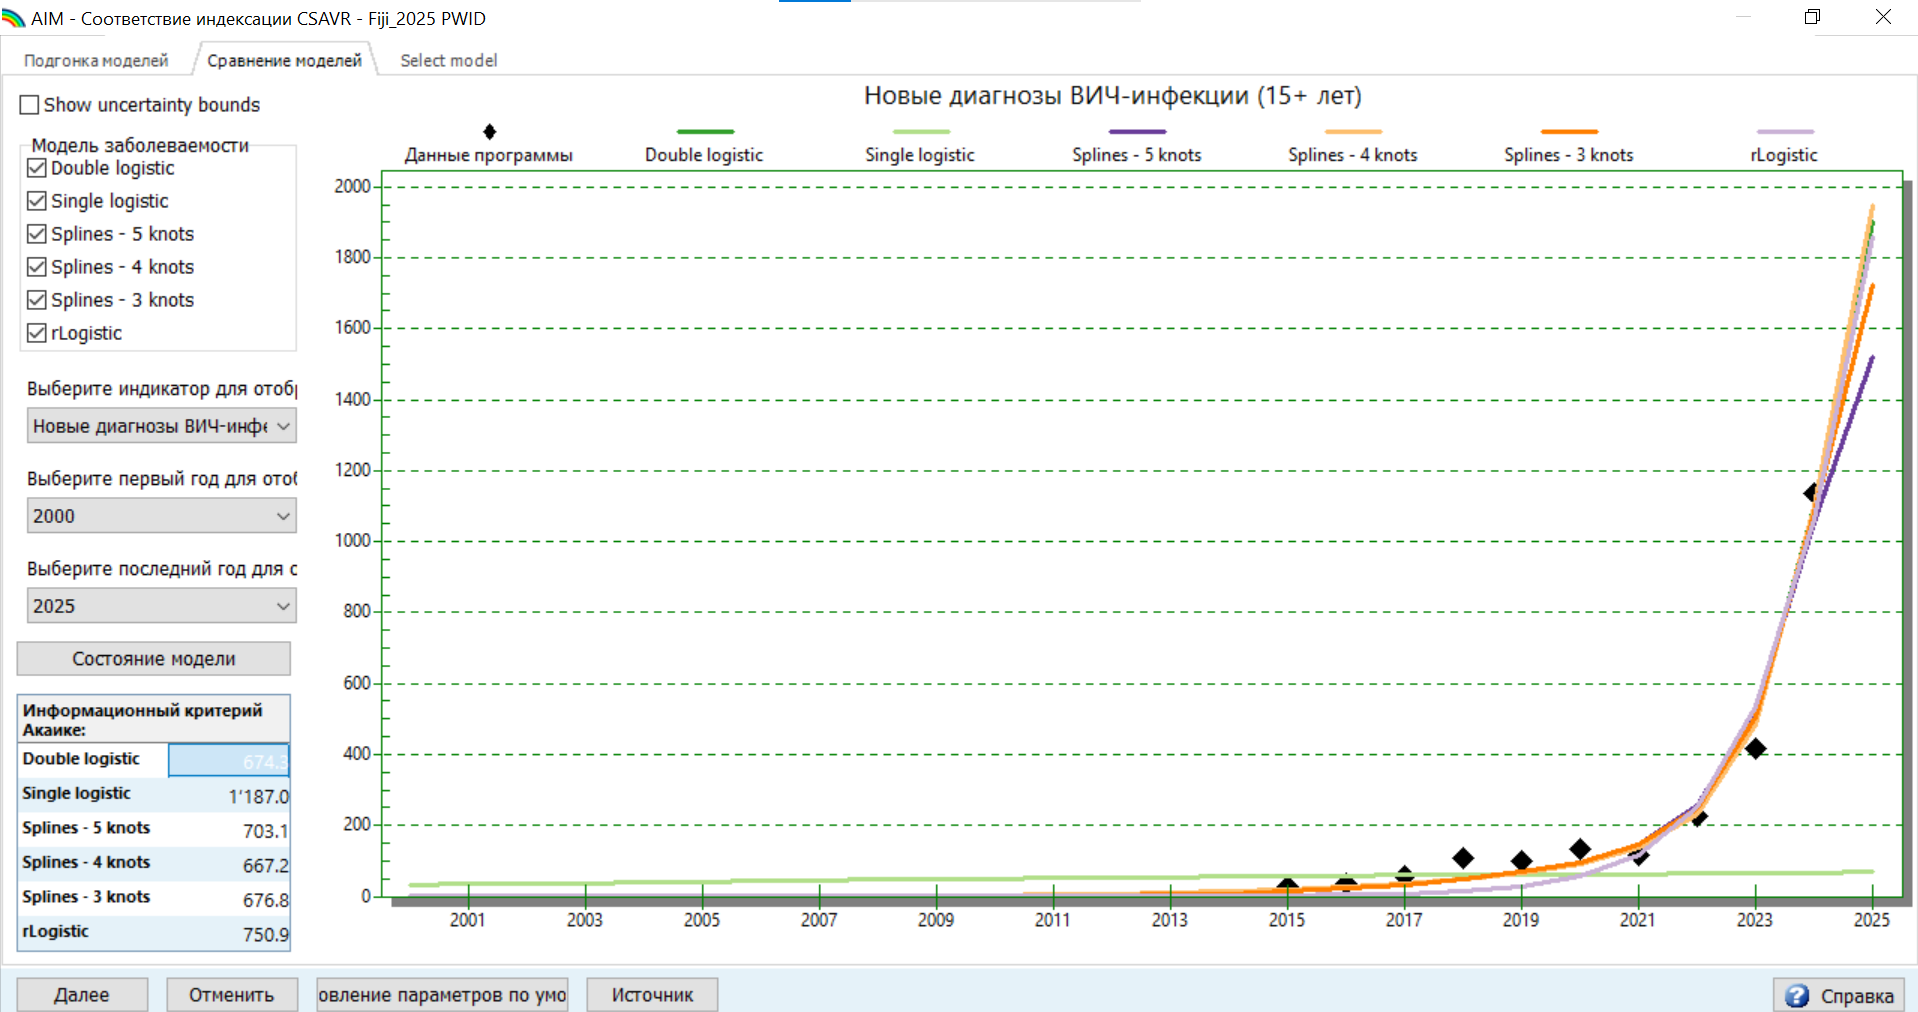 AIM - Соответствие индексации CSAVR - Fiji_2025 PWID
Подгонка моделей
Сравнение моделей
Select model
Show uncertainty bounds
Модель заболеваемости
Double logistic
Single logistic
Splines - 5 knots
Splines - 4 knots
Splines - 3 knots
rLogistic
Выберите индикатор для отобр
Новые диагнозы ВИЧ-инфе
Выберите первый год для отоб
2000
Выберите последний год для о
2025
Состояние модели
Информационный критерий
Акаике:
Double logistic 674.3
Single logistic 1'187.0
Splines - 5 knots 703.1
Splines - 4 knots 667.2
Splines - 3 knots 676.8
rLogistic 750.9
Новые диагнозы ВИЧ-инфекции (15+ лет)
Данные программы
Double logistic
Single logistic
Splines - 5 knots
Splines - 4 knots
Splines - 3 knots
rLogistic
2000
1800
1600
1400
1200
1000
800
600
400
200
0
2001 2003 2005 2007 2009 2011 2013 2015 2017 2019 2021 2023 2025
Далее
Отменить
овление параметров по умо
Источник
Справка